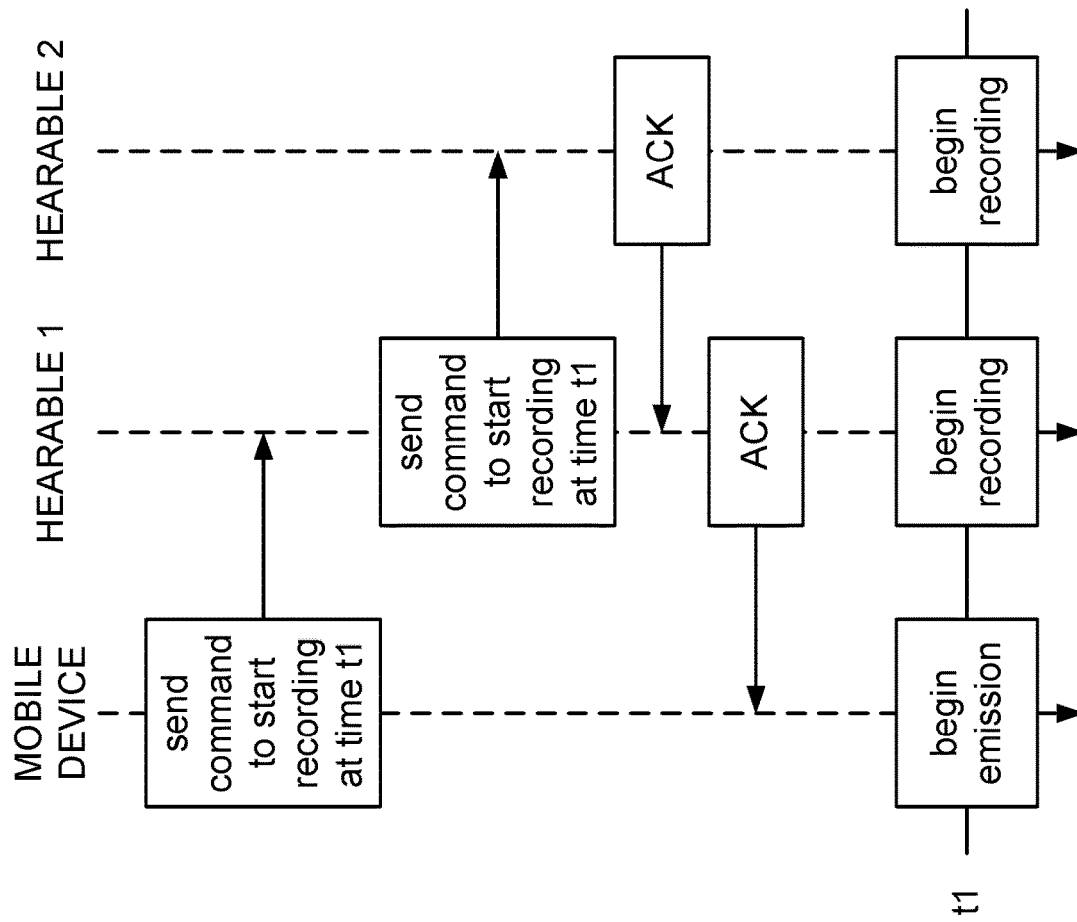 MOBILE
DEVICE
HEARABLE 1
HEARABLE 2
send
command
to start
recording
at time t1
send
command
to start
recording
at time t1
ACK
ACK
t1
begin
emission
begin
recording
begin
recording